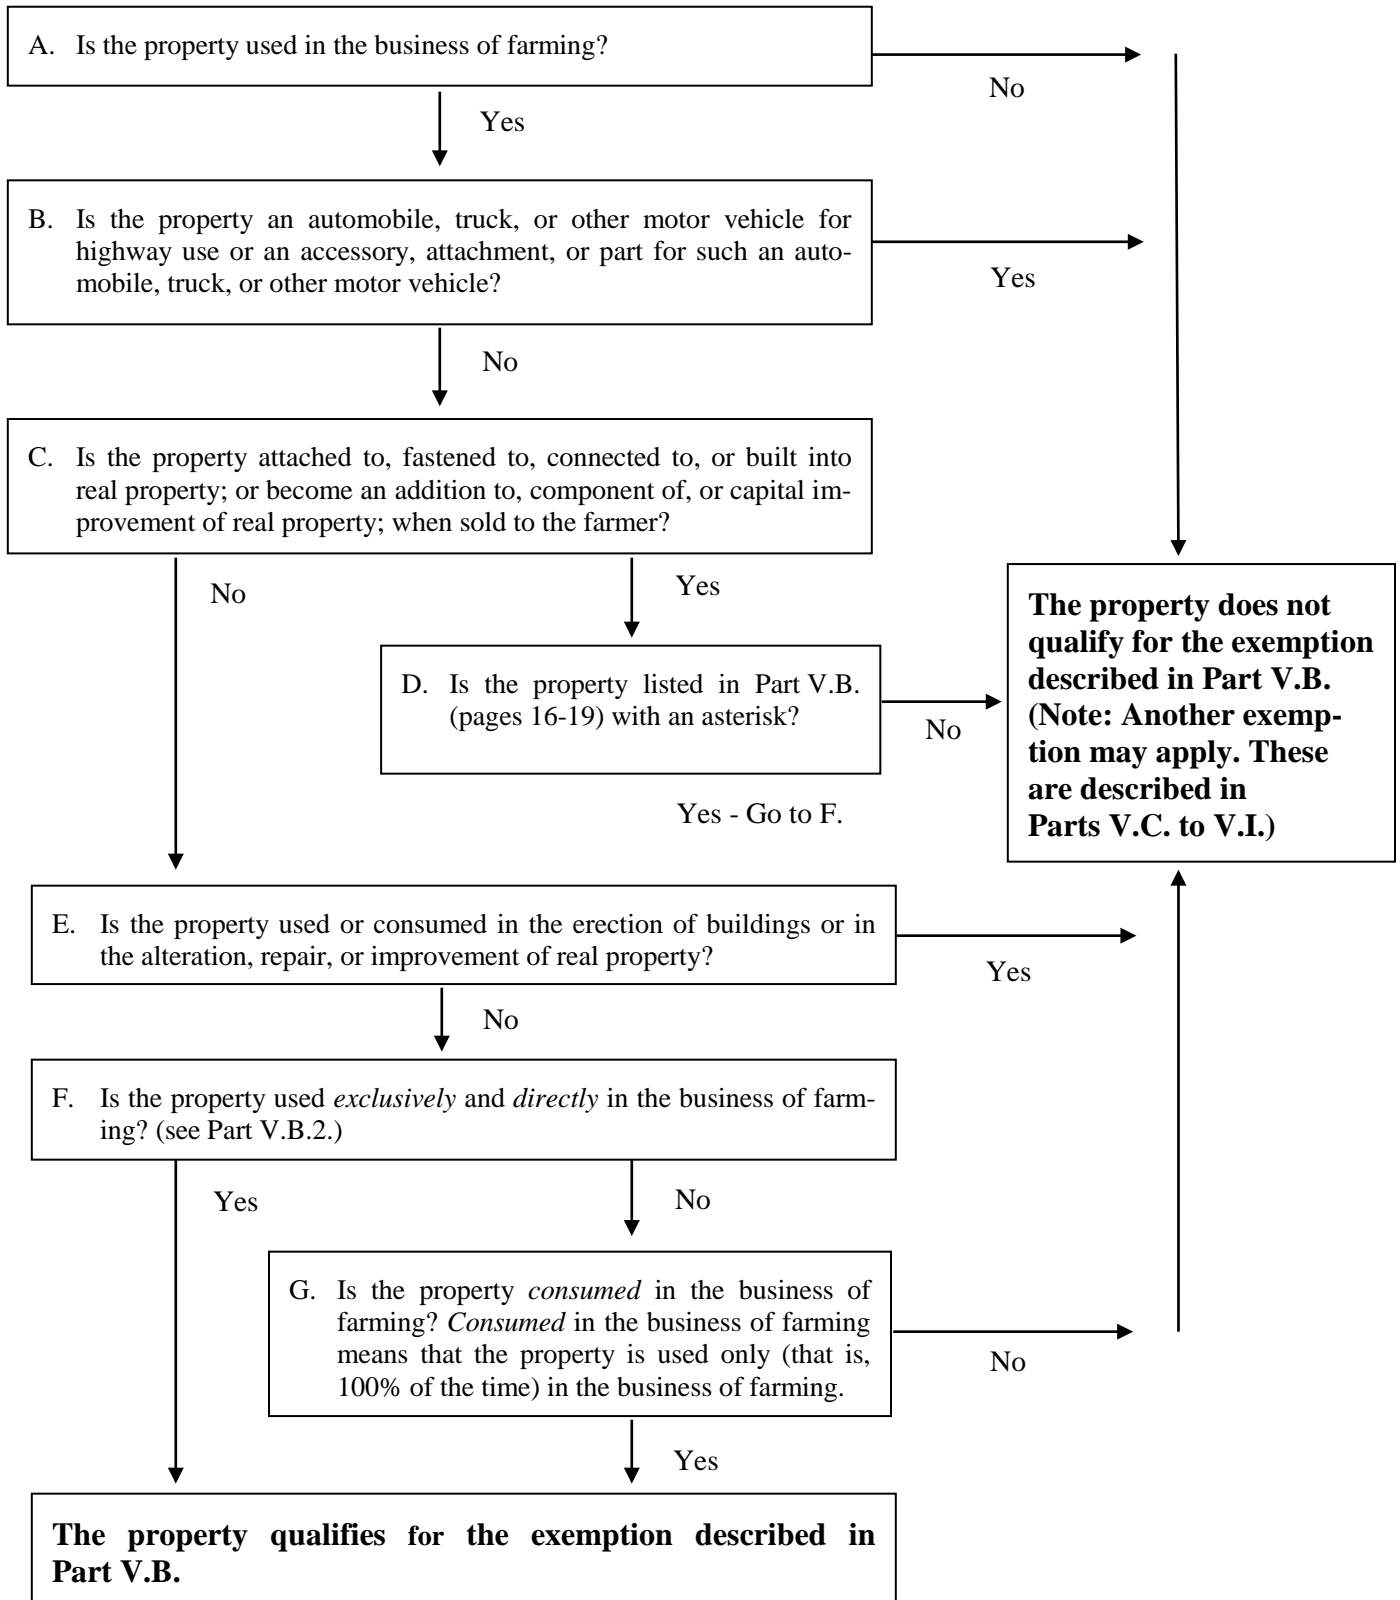 A. Is the property used in the business of farming?
No
Yes
B. Is the property an automobile, truck, or other motor vehicle for
highway use or an accessory, attachment, or part for such an auto-
mobile, truck, or other motor vehicle?
Yes
No
C. Is the property attached to, fastened to, connected to, or built into
real property; or become an addition to, component of, or capital im-
provement of real property; when sold to the farmer?
No
Yes
D. Is the property listed in Part V.B.
(pages 16-19) with an asterisk?
No
Yes - Go to F.
The property does not
qualify for the exemption
described in Part V.B.
(Note: Another exemp-
tion may apply. These
are described in
Parts V.C. to V.I.)
E. Is the property used or consumed in the erection of buildings or in
the alteration, repair, or improvement of real property?
Yes
No
F. Is the property used exclusively and directly in the business of farm-
ing? (see Part V.B.2.)
Yes
No
G. Is the property consumed in the business of
farming? Consumed in the business of farming
means that the property is used only (that is,
100% of the time) in the business of farming.
No
Yes
The property qualifies for the exemption described in
Part V.B.